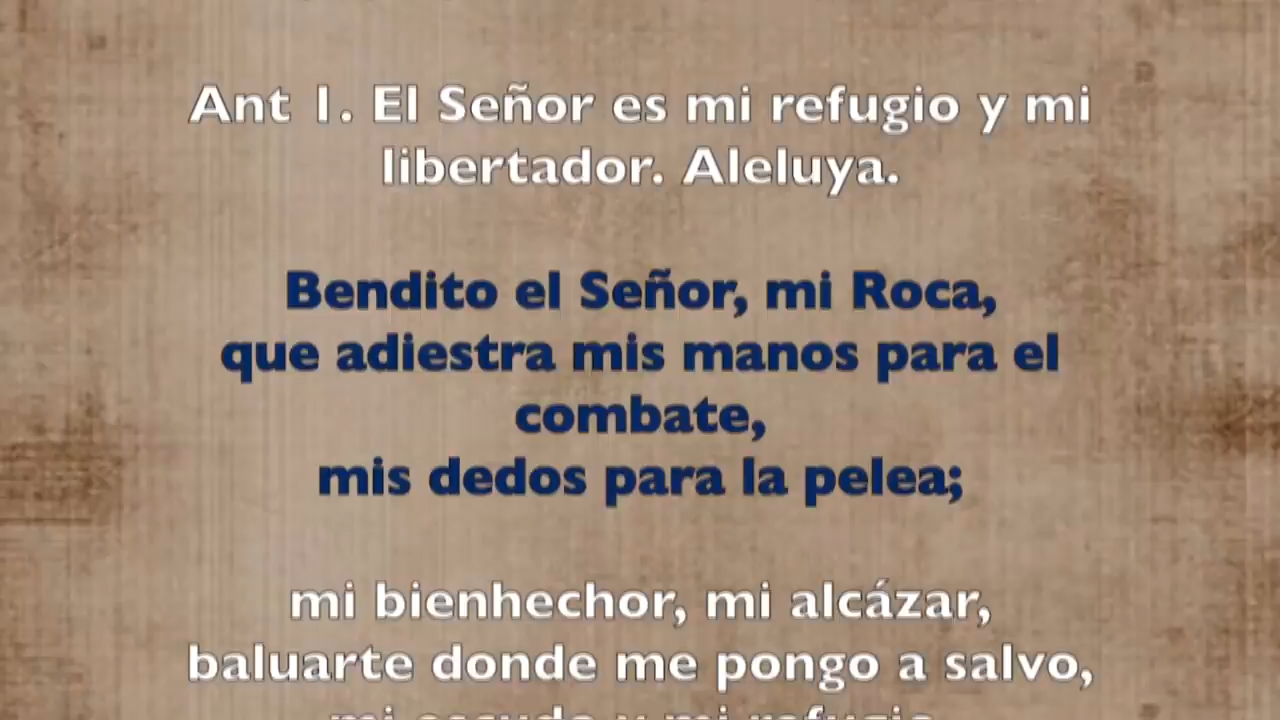 Ant 1. El Señor es mi refugio y mi
libertador. Aleluya.
Bendito el Señor, mi Roca,
que adiestra mis manos para el
combate,
mis dedos para la pelea;
mi bienhechor, mi alcázar,
baluarte donde me pongo a salvo,
mi escudo y mi refugio,